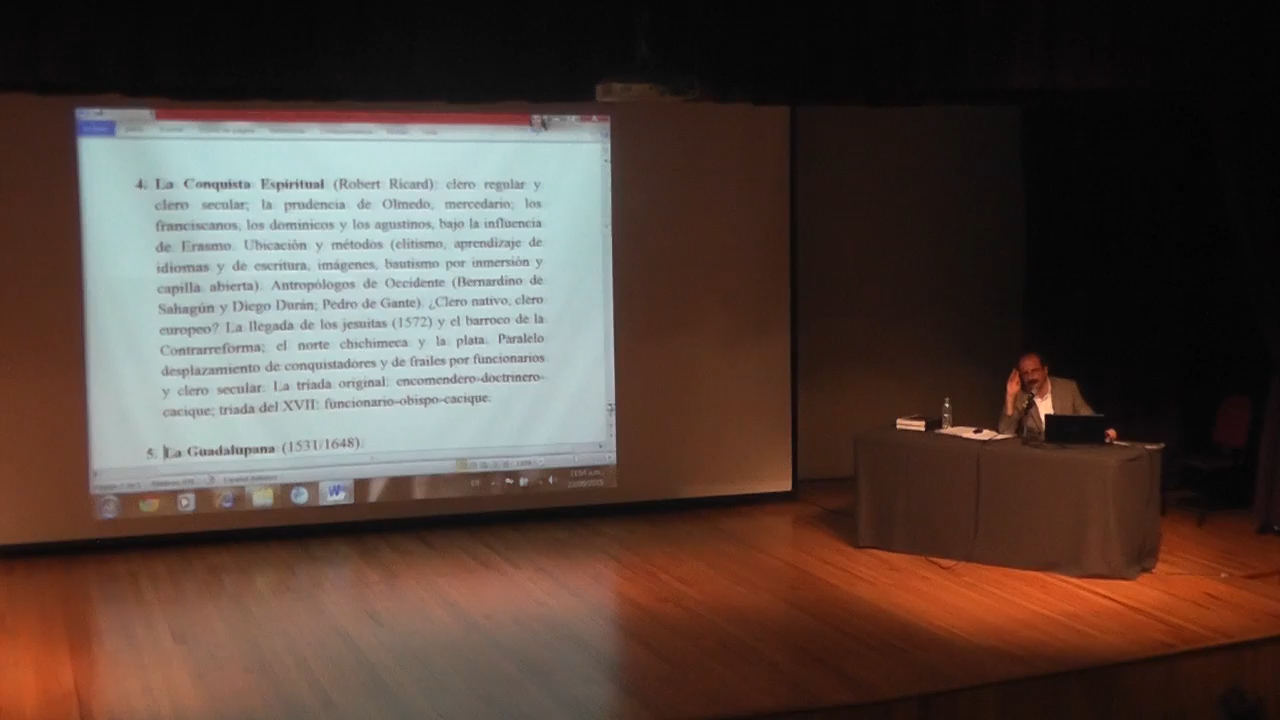 4. La Conquista Espiritual (Robert Ricard): clero regular y
clero secular; la prudencia de Olmedo, mercedario; los
franciscanos, los dominicos y los agustinos, bajo la influencia
de Erasmo. Ubicación y métodos (elitismo, aprendizaje de
idiomas y de escritura, imágenes, bautismo por inmersión y
capilla abierta). Antropólogos de Occidente (Bernardino de
Sahagún y Diego Durán; Pedro de Gante). ¿Clero nativo, clero
europeo? La llegada de los jesuitas (1572) y el barroco de la
Contrarreforma; el norte chichimeca y la plata. Paralelo
desplazamiento de conquistadores y de frailes por funcionarios
y clero secular. La triada original: encomendero-doctrinero-
cacique; triada del XVII: funcionario-obispo-cacique.
5. La Guadalupana (1531/1648)